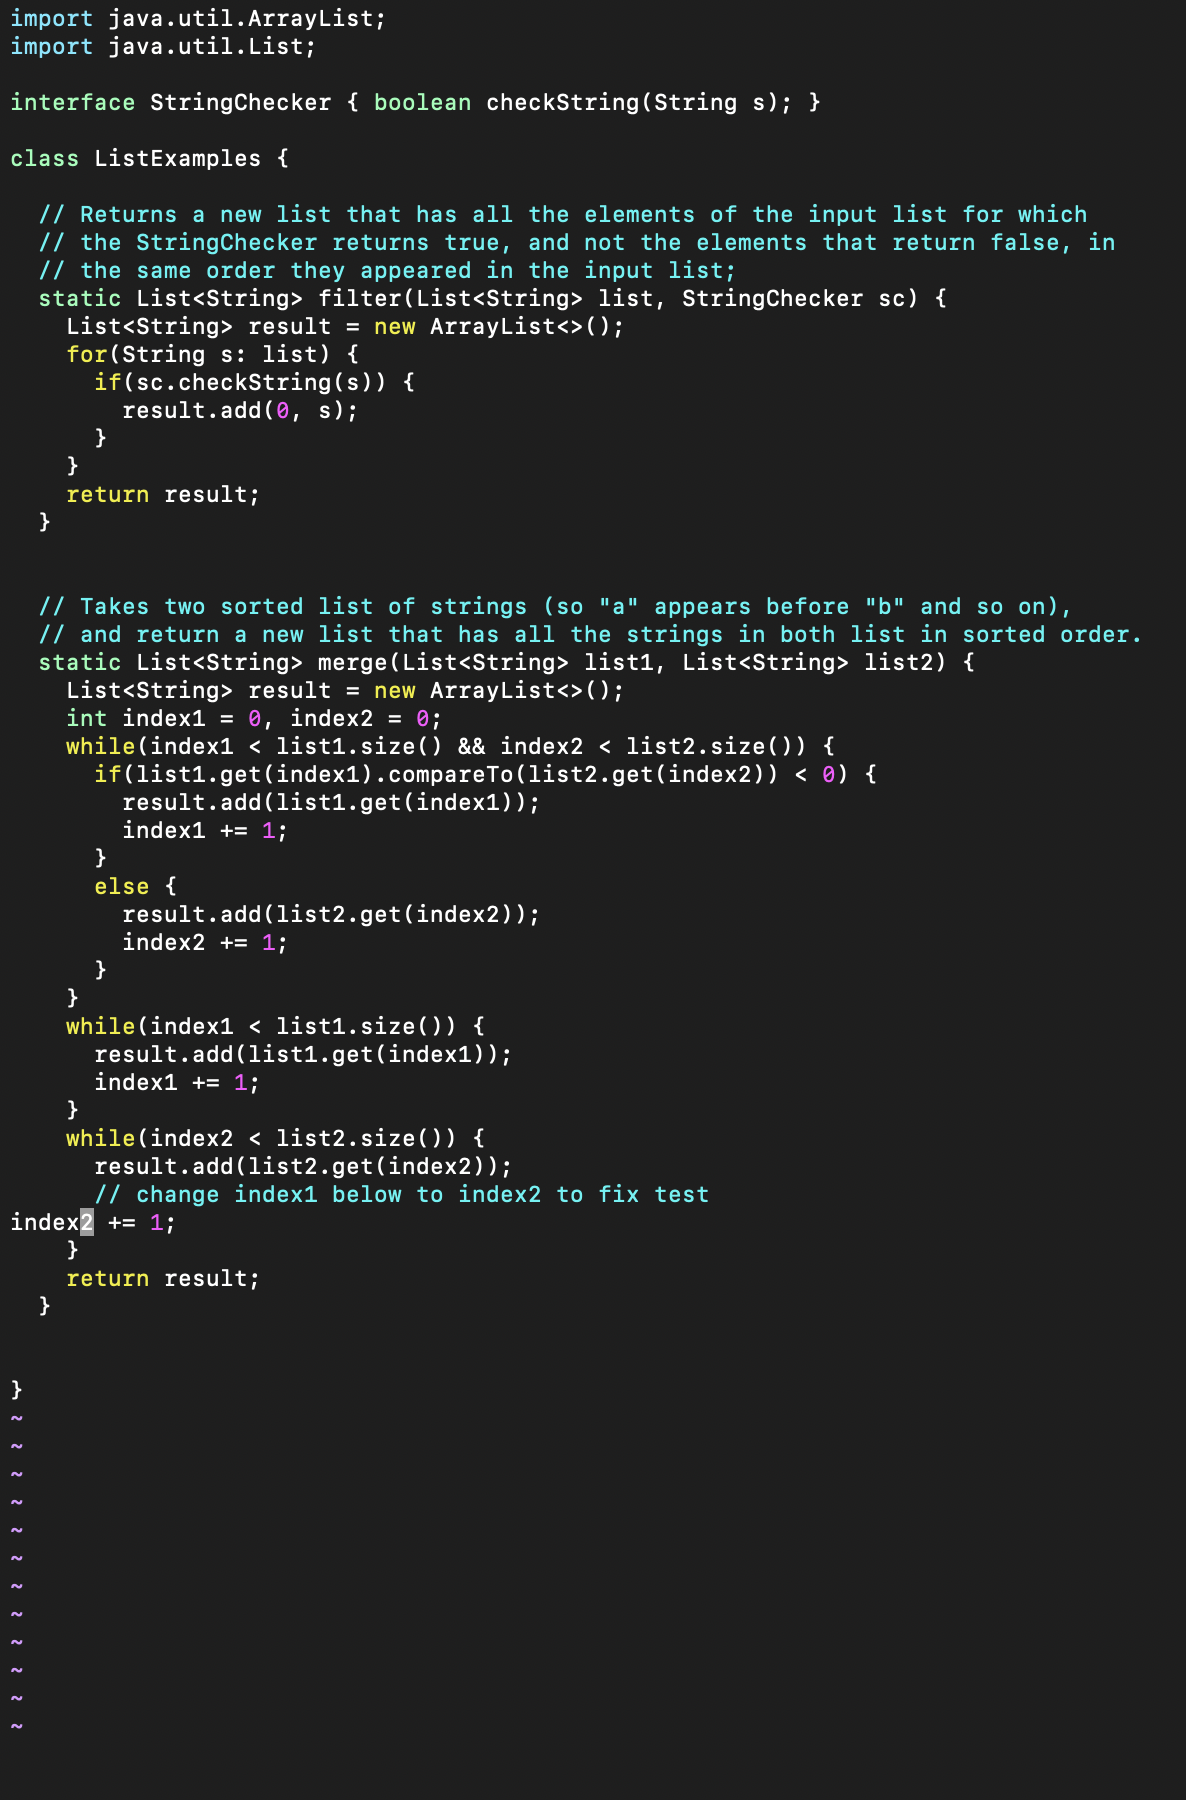 import java.util.ArrayList;
import java.util.List;

interface StringChecker { boolean checkString(String s); }

class ListExamples {

  // Returns a new list that has all the elements of the input list for which
  // the StringChecker returns true, and not the elements that return false, in
  // the same order they appeared in the input list;
  static List<String> filter(List<String> list, StringChecker sc) {
    List<String> result = new ArrayList<>();
    for(String s: list) {
      if(sc.checkString(s)) {
        result.add(0, s);
      }
    }
    return result;
  }


  // Takes two sorted list of strings (so "a" appears before "b" and so on),
  // and return a new list that has all the strings in both list in sorted order.
  static List<String> merge(List<String> list1, List<String> list2) {
    List<String> result = new ArrayList<>();
    int index1 = 0, index2 = 0;
    while(index1 < list1.size() && index2 < list2.size()) {
      if(list1.get(index1).compareTo(list2.get(index2)) < 0) {
        result.add(list1.get(index1));
        index1 += 1;
      }
      else {
        result.add(list2.get(index2));
        index2 += 1;
      }
    }
    while(index1 < list1.size()) {
      result.add(list1.get(index1));
      index1 += 1;
    }
    while(index2 < list2.size()) {
      result.add(list2.get(index2));
      // change index1 below to index2 to fix test
index2 += 1;
    }
    return result;
  }


}
~
~
~
~
~
~
~
~
~
~
~
~